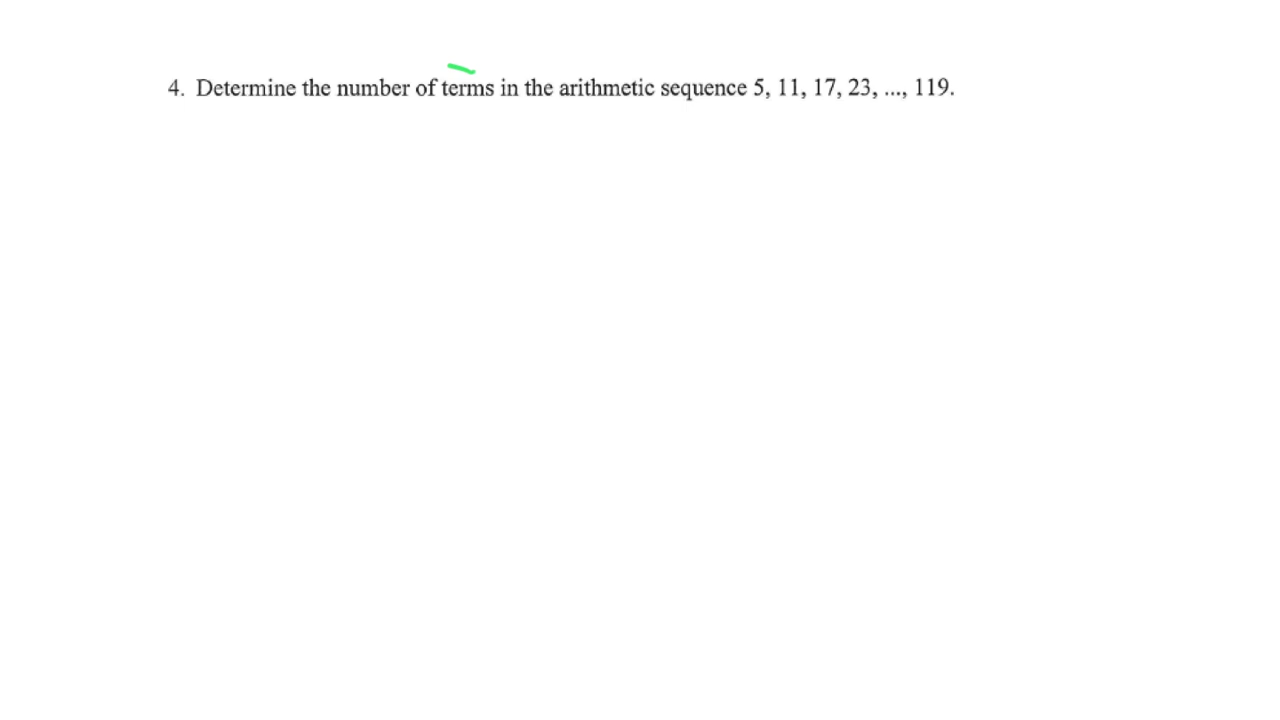 4. Determine the number of terms in the arithmetic sequence 5, 11, 17, 23, ..., 119.